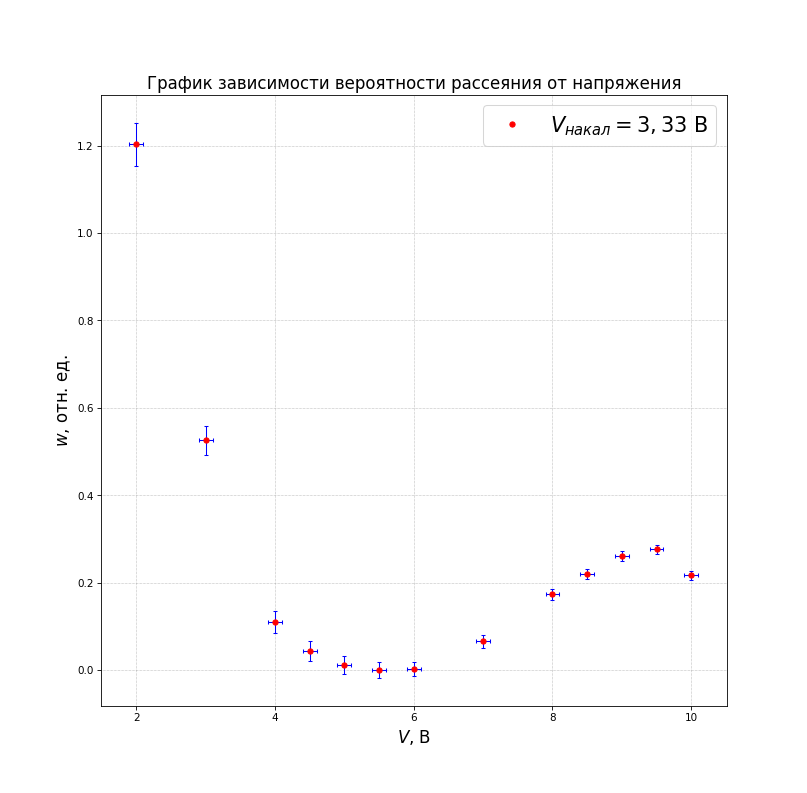 График зависимости вероятности рассеяния от напряжения
V накал = 3, 33 В
1.2
1.0
0.8
0.6
0.4
0.2
0.0
w, отн. ед.
2 4 6 8 10
V, В